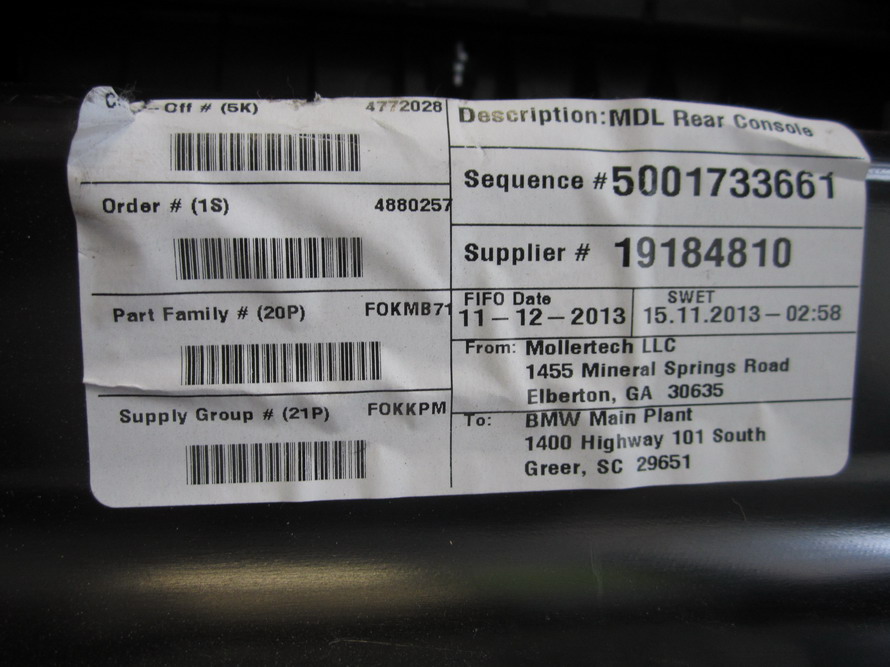 Off # (5K) 4772028
Order # (1S) 4880257
Part Family # (20P) FOKMB71
Supply Group # (21P) FOKKPM
Description: MDL Rear Console
Sequence # 5001733661
Supplier # 19184810
FIFO Date
11-12-2013
SWET
15.11.2013-02:58
From: Mollertech LLC
1455 Mineral Springs Road
Elberton, GA 30635
To: BMW Main Plant
1400 Highway 101 South
Greer, SC 29651